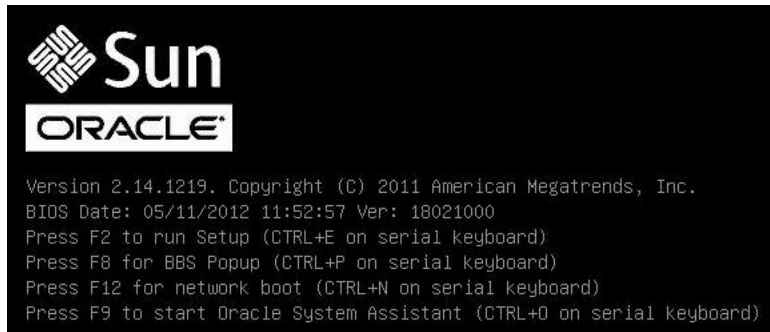 Sun
ORACLE
Version 2.14.1219. Copyright (C) 2011 American Megatrends, Inc.
BIOS Date: 05/11/2012 11:52:57 Ver: 18021000
Press F2 to run Setup (CTRL+E on serial keyboard)
Press F8 for BBS Popup (CTRL+P on serial keyboard)
Press F12 for network boot (CTRL+N on serial keyboard)
Press F9 to start Oracle System Assistant (CTRL+O on serial keyboard)